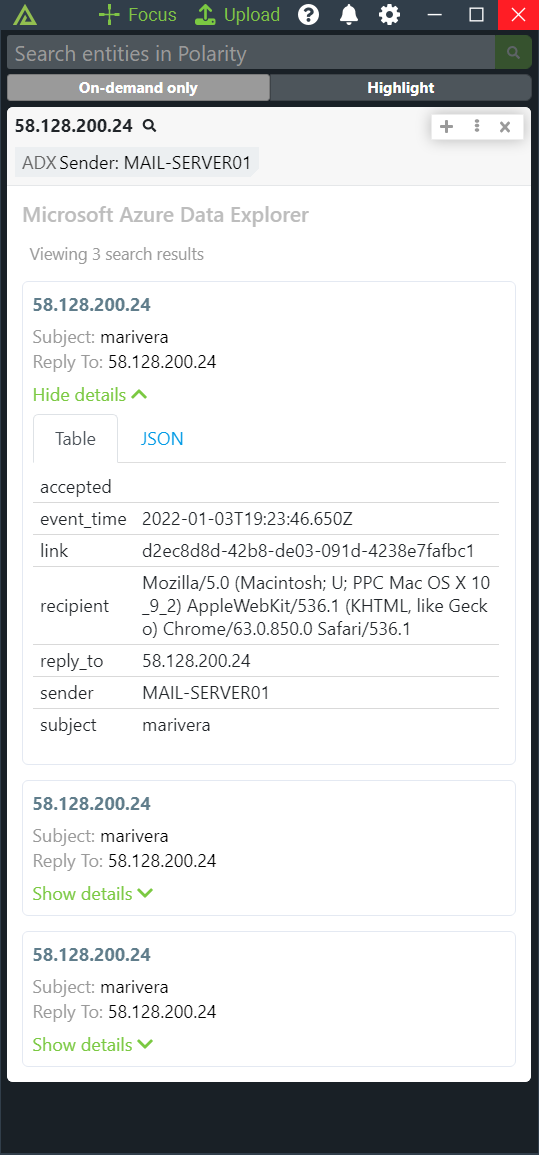 Focus Upload
Search entities in Polarity
On-demand only Highlight
58.128.200.24
ADX Sender: MAIL-SERVER01
Microsoft Azure Data Explorer
Viewing 3 search results
58.128.200.24
Subject: marivera
Reply To: 58.128.200.24
Hide details
Table JSON
accepted
event_time 2022-01-03T19:23:46.650Z
link d2ec8d8d-42b8-de03-091d-4238e7fafbc1
recipient Mozilla/5.0 (Macintosh; U; PPC Mac OS X 10
_9_2) AppleWebKit/536.1 (KHTML, like Geck
o) Chrome/63.0.850.0 Safari/536.1
reply_to 58.128.200.24
sender MAIL-SERVER01
subject marivera
58.128.200.24
Subject: marivera
Reply To: 58.128.200.24
Show details
58.128.200.24
Subject: marivera
Reply To: 58.128.200.24
Show details